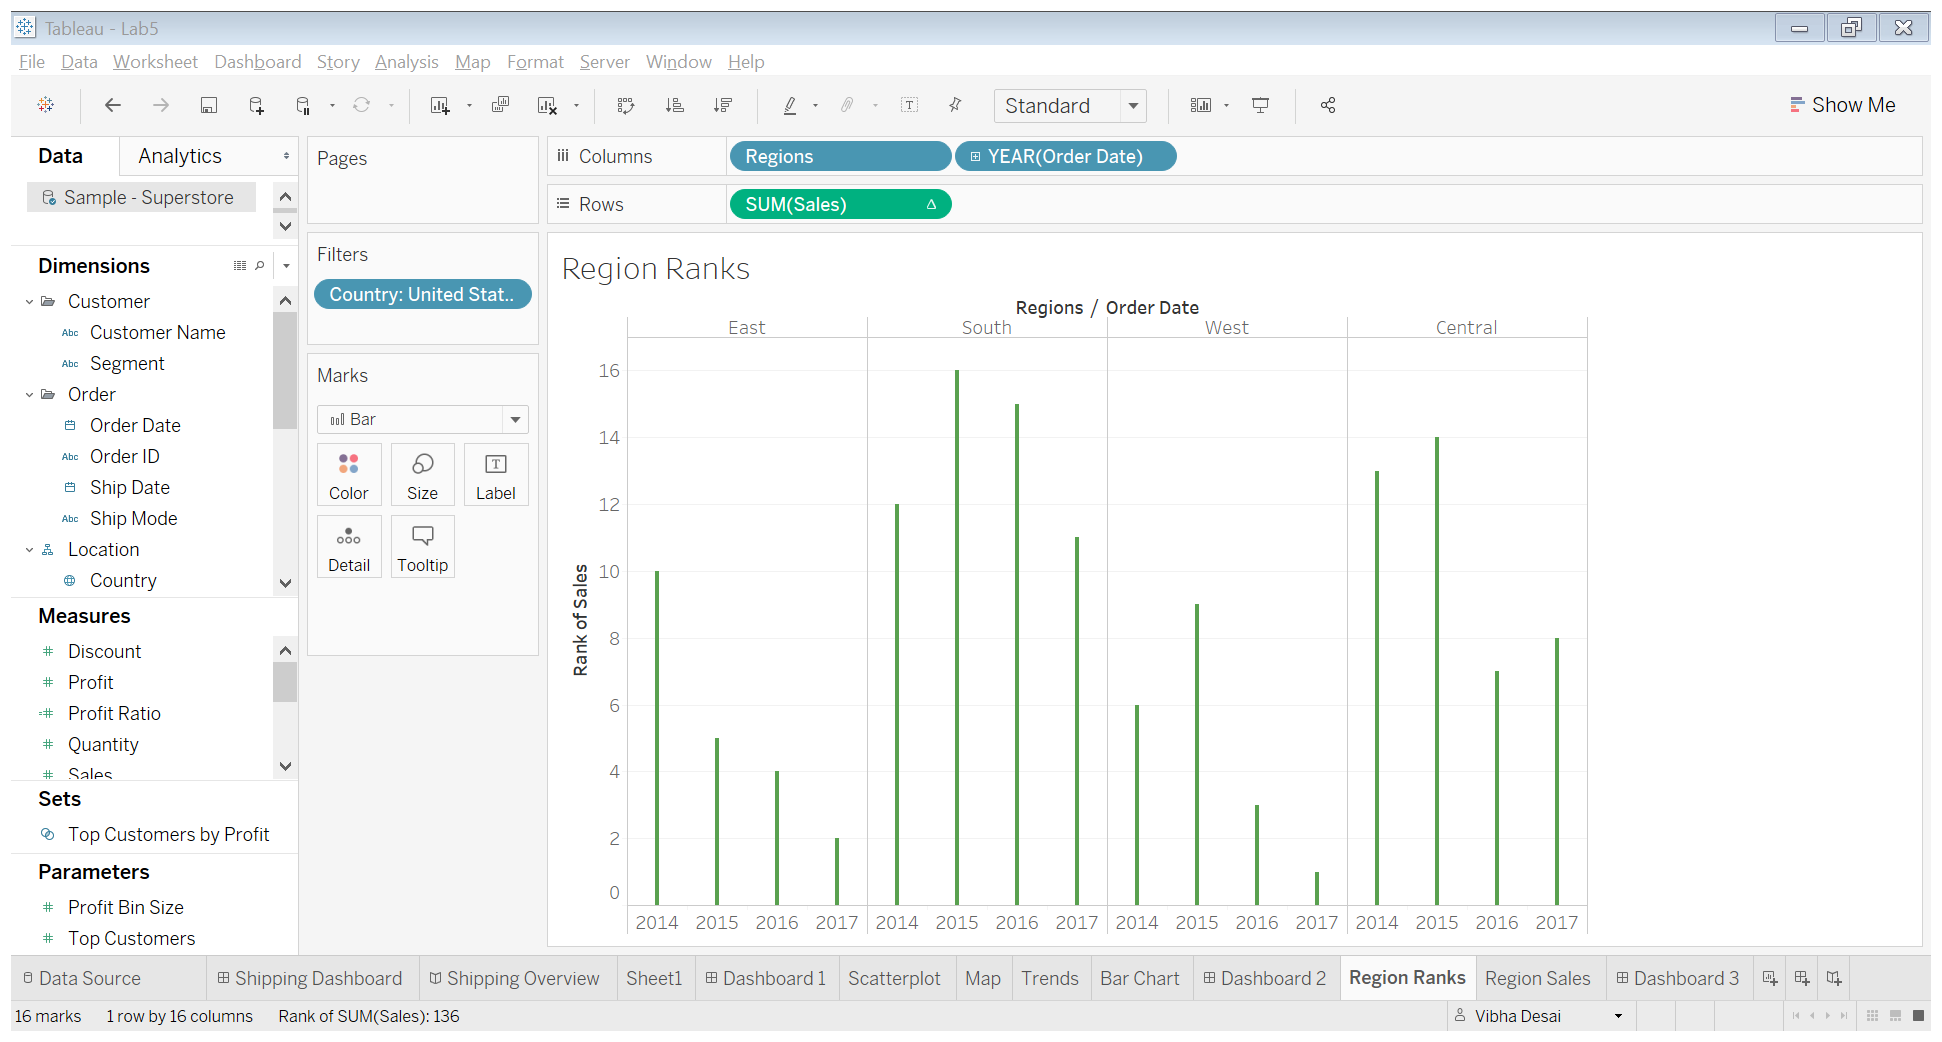 Tableau - Lab5
File Data Worksheet Dashboard Story Analysis Map Format Server Window Help
Standard
Show Me
Data Analytics
Sample - Superstore
Dimensions
Customer
Abc Customer Name
Abc Segment
Order
Order Date
Abc Order ID
Ship Date
Abc Ship Mode
Location
Country
Measures
# Discount
# Profit
=# Profit Ratio
# Quantity
# Sales
Sets
Top Customers by Profit
Parameters
# Profit Bin Size
# Top Customers
Pages
Filters
Country: United Stat..
Marks
Bar
Color Size Label
Detail Tooltip
Columns Regions YEAR(Order Date)
Rows SUM(Sales) Δ
Region Ranks
Regions / Order Date
East South West Central
Rank of Sales
16
14
12
10
8
6
4
2
0
2014 2015 2016 2017 2014 2015 2016 2017 2014 2015 2016 2017 2014 2015 2016 2017
Data Source Shipping Dashboard Shipping Overview Sheet1 Dashboard 1 Scatterplot Map Trends Bar Chart Dashboard 2 Region Ranks Region Sales Dashboard 3
16 marks 1 row by 16 columns Rank of SUM(Sales): 136 Vibha Desai